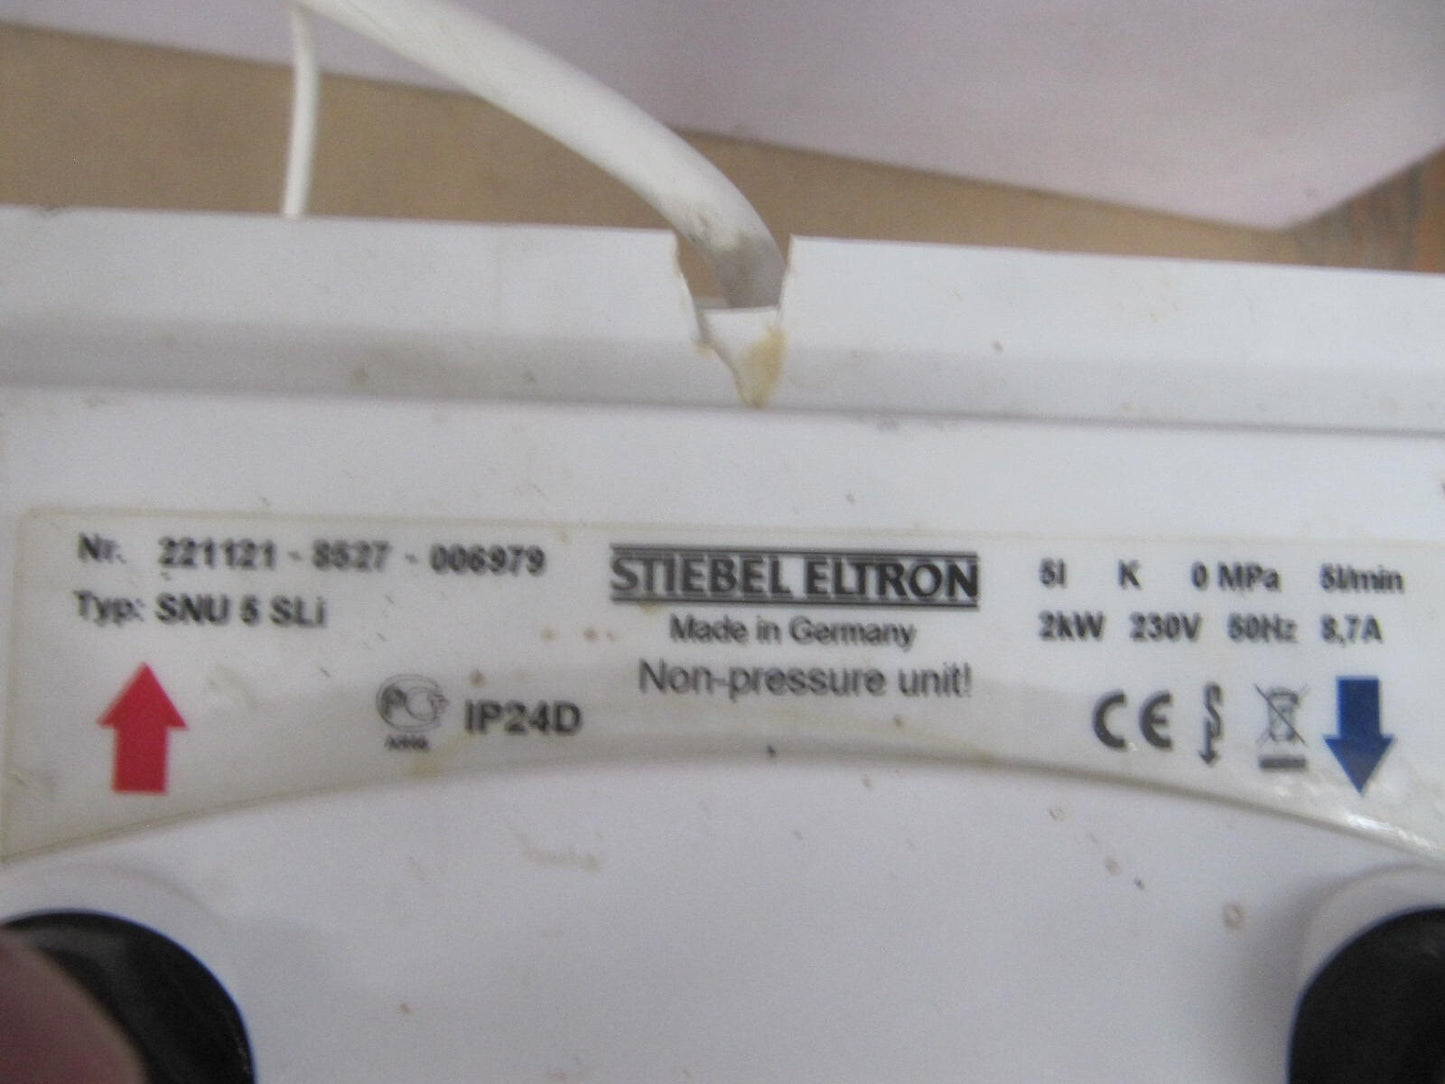 Nr. 221121 - 8527 - 006979
Typ: SNU 5 SLi
STIEBEL ELTRON
Made in Germany
Non-pressure unit!
IP24D
5l K 0 MPa 5l/min
2kW 230V 50Hz 8,7A
CE